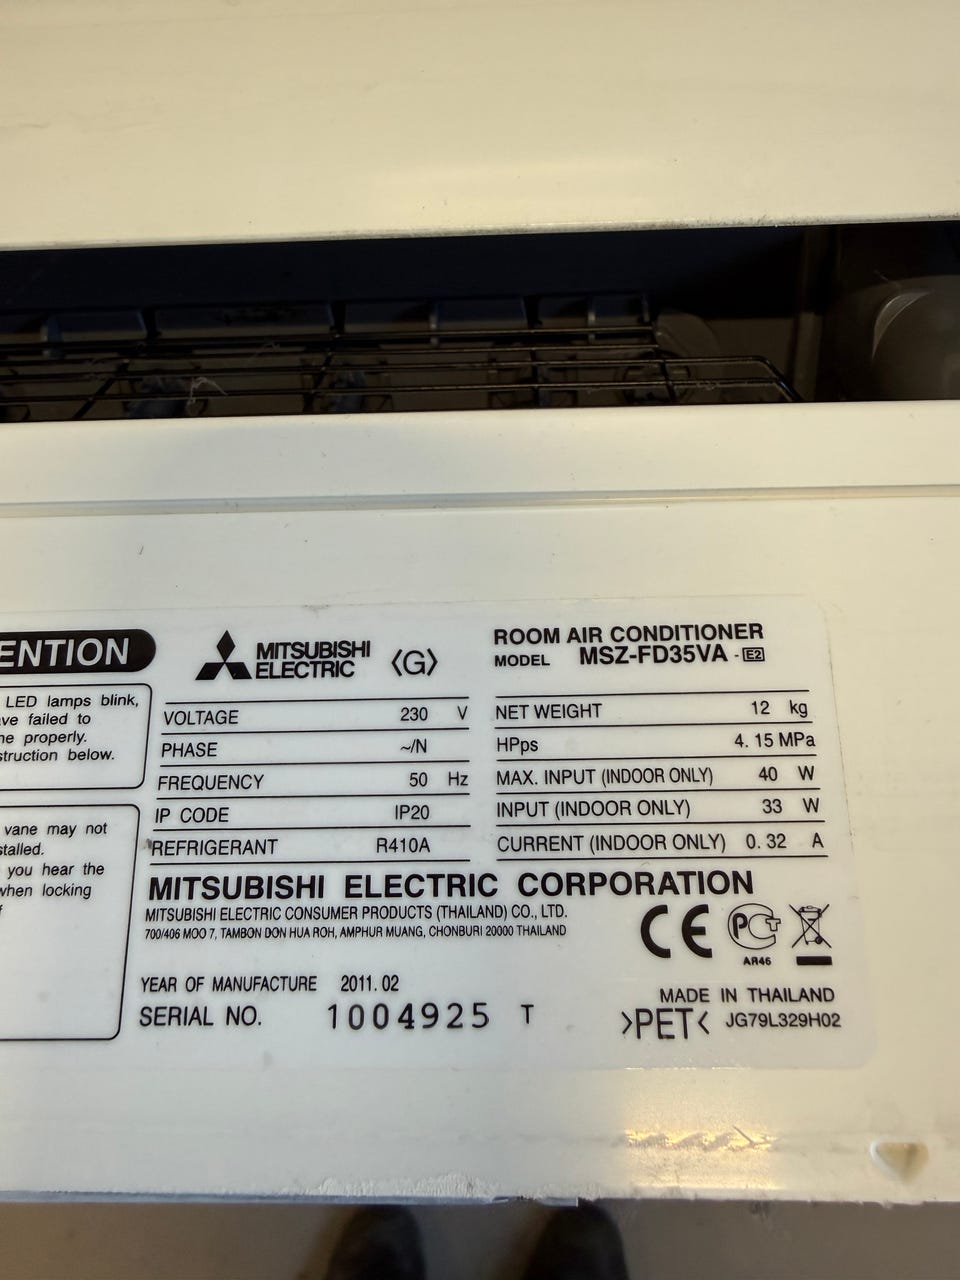 ENTION
LED lamps blink,
ve failed to
ne properly.
struction below.
vane may not
stalled.
you hear the
when locking
f
MITSUBISHI
ELECTRIC
⟨G⟩
VOLTAGE 230 V
PHASE ~/N
FREQUENCY 50 Hz
IP CODE IP20
REFRIGERANT R410A
ROOM AIR CONDITIONER
MODEL MSZ-FD35VA - E2
NET WEIGHT 12 kg
HPps 4.15 MPa
MAX. INPUT (INDOOR ONLY) 40 W
INPUT (INDOOR ONLY) 33 W
CURRENT (INDOOR ONLY) 0.32 A
MITSUBISHI ELECTRIC CORPORATION
MITSUBISHI ELECTRIC CONSUMER PRODUCTS (THAILAND) CO., LTD.
700/406 MOO 7, TAMBON DON HUA ROH, AMPHUR MUANG, CHONBURI 20000 THAILAND
CE
PCT
AR46
YEAR OF MANUFACTURE 2011.02
SERIAL NO. 1004925 T
MADE IN THAILAND
>PET< JG79L329H02